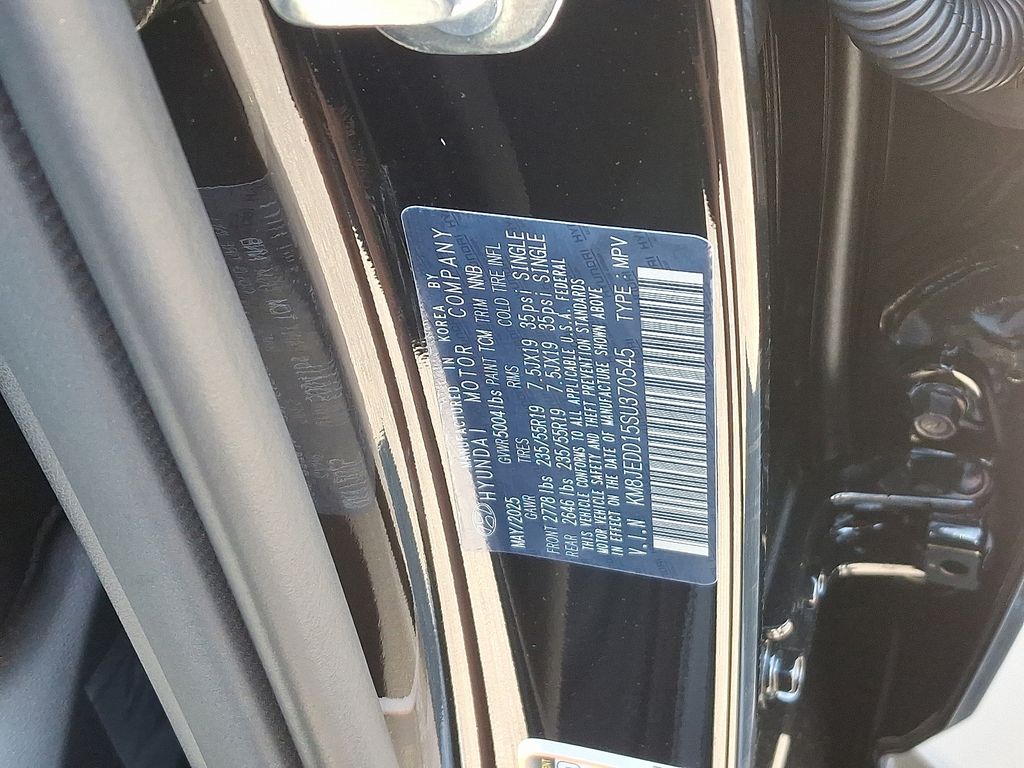 MANUFACTURED IN KOREA BY
HYUNDAI MOTOR COMPANY
MAY/2025 GVWR5004 lbs PAINT TCM TRIM NNB
GAWR TIRES RIMS COLD TIRE INFL
FRONT 2778 lbs 235/55R19 7.5JX19 35psi SINGLE
REAR 2646 lbs 235/55R19 7.5JX19 35psi SINGLE
THIS VEHICLE CONFORMS TO ALL APPLICABLE U.S.A. FEDERAL
MOTOR VEHICLE SAFETY AND THEFT PREVENTION STANDARDS
IN EFFECT ON THE DATE OF MANUFACTURE SHOWN ABOVE
V.I.N KM8JEDD15SU370545 TYPE:MPV